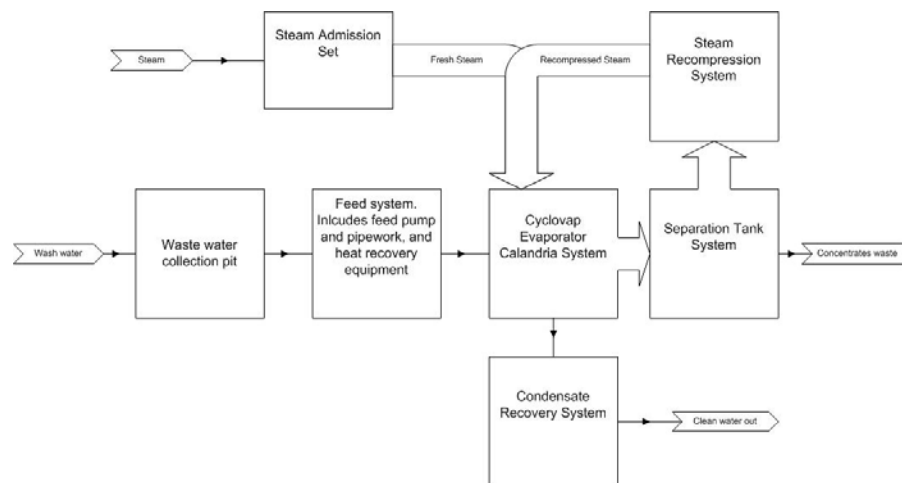 Steam Admission
Set
Steam
Fresh Steam
Recompressed Steam
Steam
Recompression
System
Wash water
Waste water
collection pit
Feed system.
Inlcudes feed pump
and pipework, and
heat recovery
equipment
Cyclovap
Evaporator
Calandria System
Separation Tank
System
Concentrates waste
Condensate
Recovery System
Clean water out